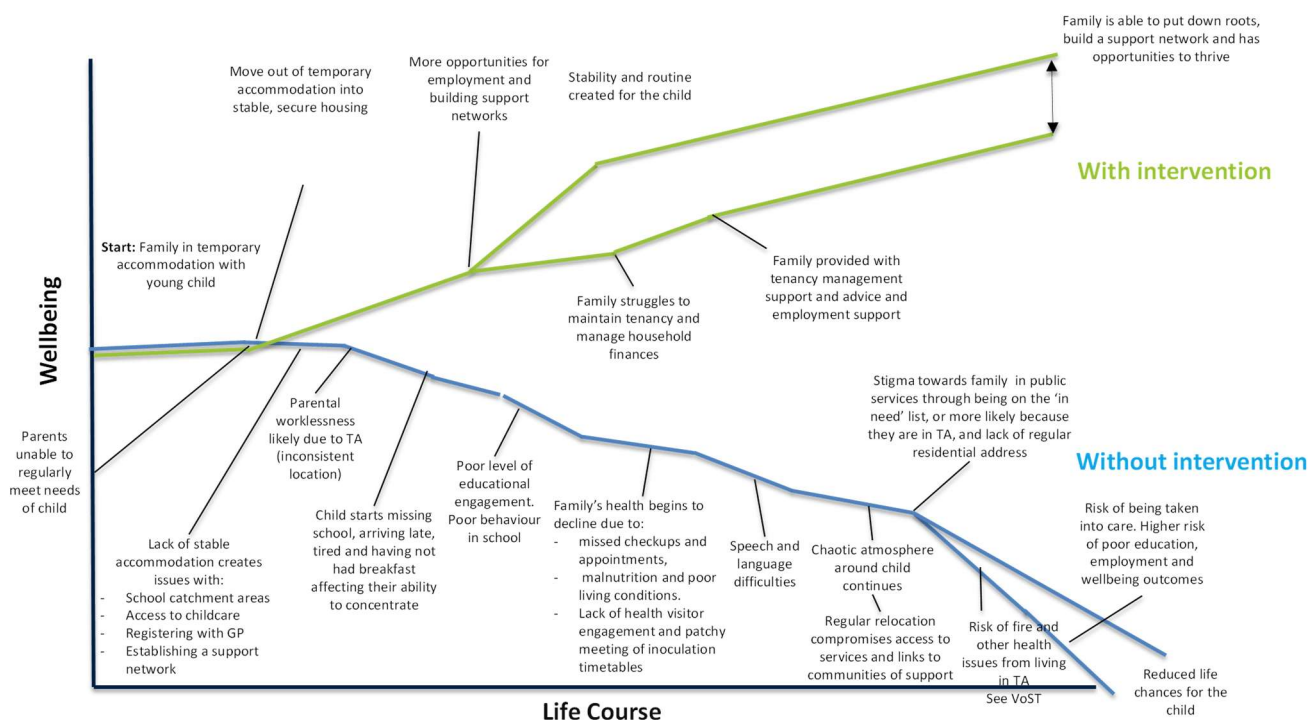 Family is able to put down roots,
build a support network and has
opportunities to thrive
Move out of temporary
accommodation into
stable, secure housing
More opportunities for
employment and
building support
networks
Stability and routine
created for the child
With intervention
Start: Family in temporary
accommodation with
young child
Family struggles to
maintain tenancy and
manage household
finances
Family provided with
tenancy management
support and advice and
employment support
Wellbeing
Parents
unable to
regularly
meet needs
of child
Lack of stable
accommodation creates
issues with:
- School catchment areas
- Access to childcare
- Registering with GP
- Establishing a support
network
Parental
worklessness
likely due to TA
(inconsistent
location)
Child starts missing
school, arriving late,
tired and having not
had breakfast
affecting their ability
to concentrate
Poor level of
educational
engagement.
Poor behaviour
in school
Family's health begins to
decline due to:
- missed checkups and
appointments,
- malnutrition and poor
living conditions.
- Lack of health visitor
engagement and patchy
meeting of inoculation
timetables
Speech and
language
difficulties
Chaotic atmosphere
around child
continues
Regular relocation
compromises access to
services and links to
communities of support
Stigma towards family in public
services through being on the ‘in
need’ list, or more likely because
they are in TA, and lack of regular
residential address
Without intervention
Risk of being taken
into care. Higher risk
of poor education,
employment and
wellbeing outcomes
Risk of fire and
other health
issues from living
in TA
See VoST
Reduced life
chances for the
child
Life Course